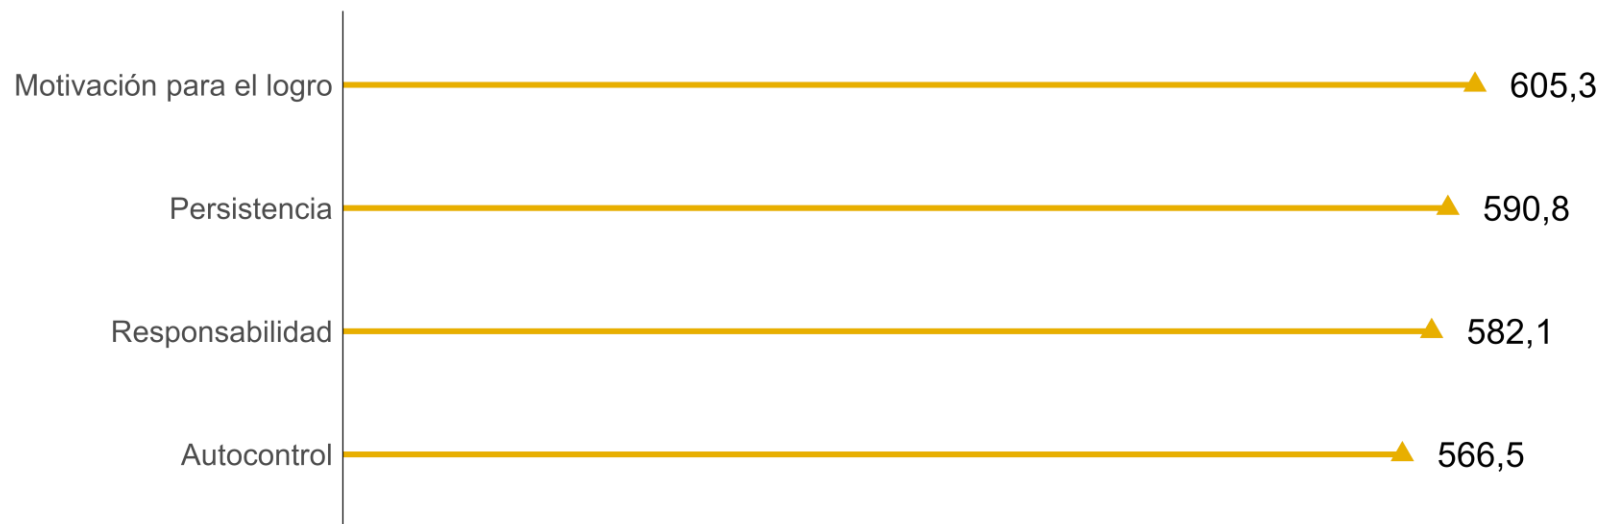 Motivación para el logro 605,3
Persistencia 590,8
Responsabilidad 582,1
Autocontrol 566,5